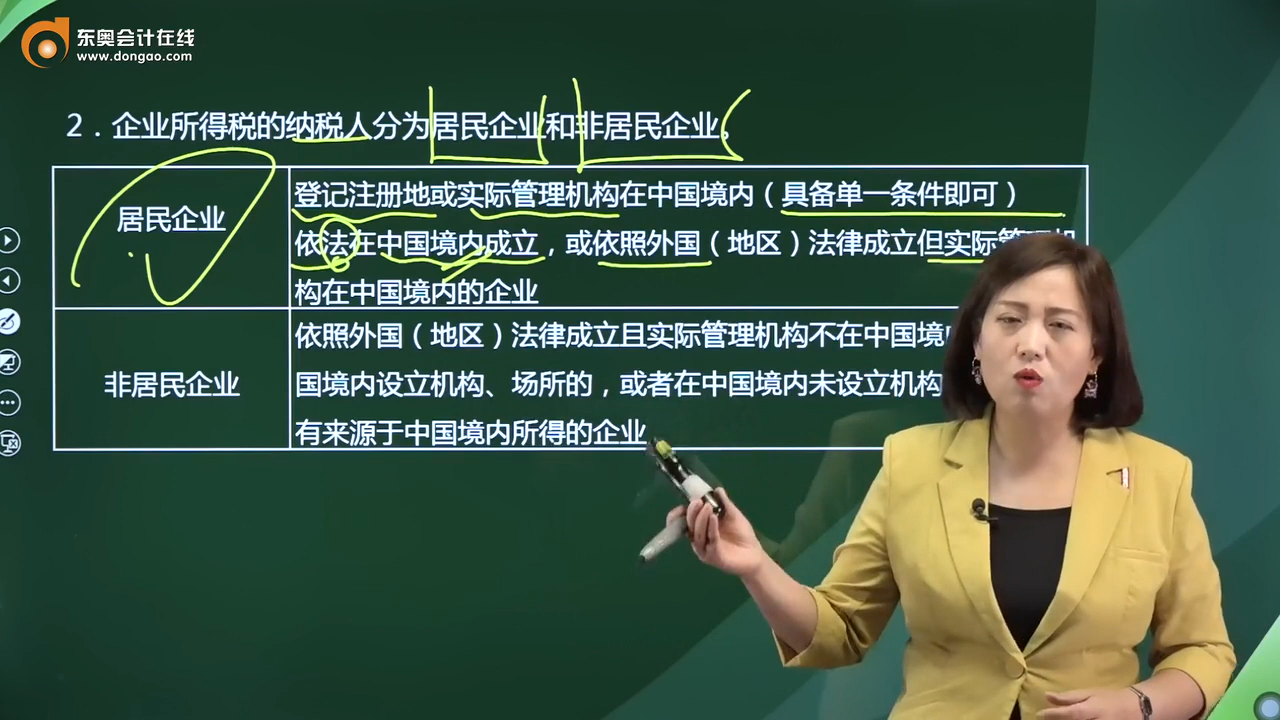 东奥会计在线
www.dongao.com
2．企业所得税的纳税人分为居民企业和非居民企业。
居民企业
登记注册地或实际管理机构在中国境内（具备单一条件即可）
依法在中国境内成立，或依照外国（地区）法律成立但实际管理机
构在中国境内的企业
非居民企业
依照外国（地区）法律成立且实际管理机构不在中国境
国境内设立机构、场所的，或者在中国境内未设立机构
有来源于中国境内所得的企业